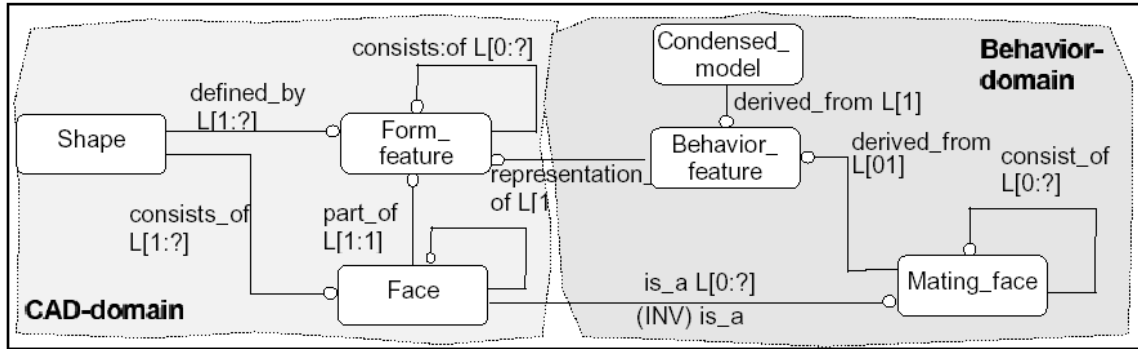 consists:of L[0:?]
defined_by
L[1:?]
Shape
Form_
feature
consists_of
L[1:?]
part_of
L[1:1]
Face
CAD-domain
Condensed_
model
Behavior-
domain
derived_from L[1]
Behavior_
feature
derived_from
L[01]
consist_of
L[0:?]
representation_
of L[1
Mating_face
is_a L[0:?]
(INV) is_a